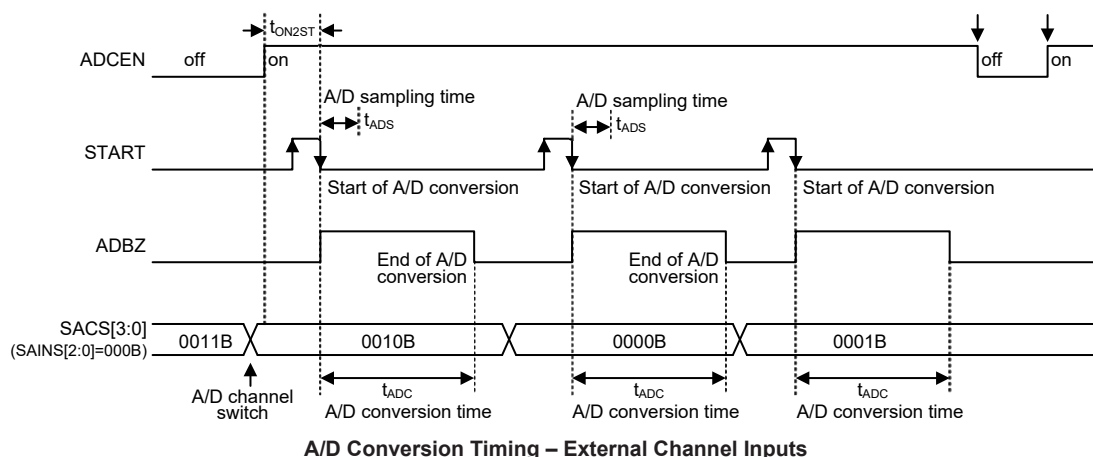 tON2ST
ADCEN off on off on
A/D sampling time A/D sampling time
tADS tADS
START
Start of A/D conversion Start of A/D conversion Start of A/D conversion
ADBZ
End of A/D conversion End of A/D conversion
SACS[3:0]
(SAINS[2:0]=000B)
0011B 0010B 0000B 0001B
A/D channel
switch
tADC tADC tADC
A/D conversion time A/D conversion time A/D conversion time
A/D Conversion Timing – External Channel Inputs